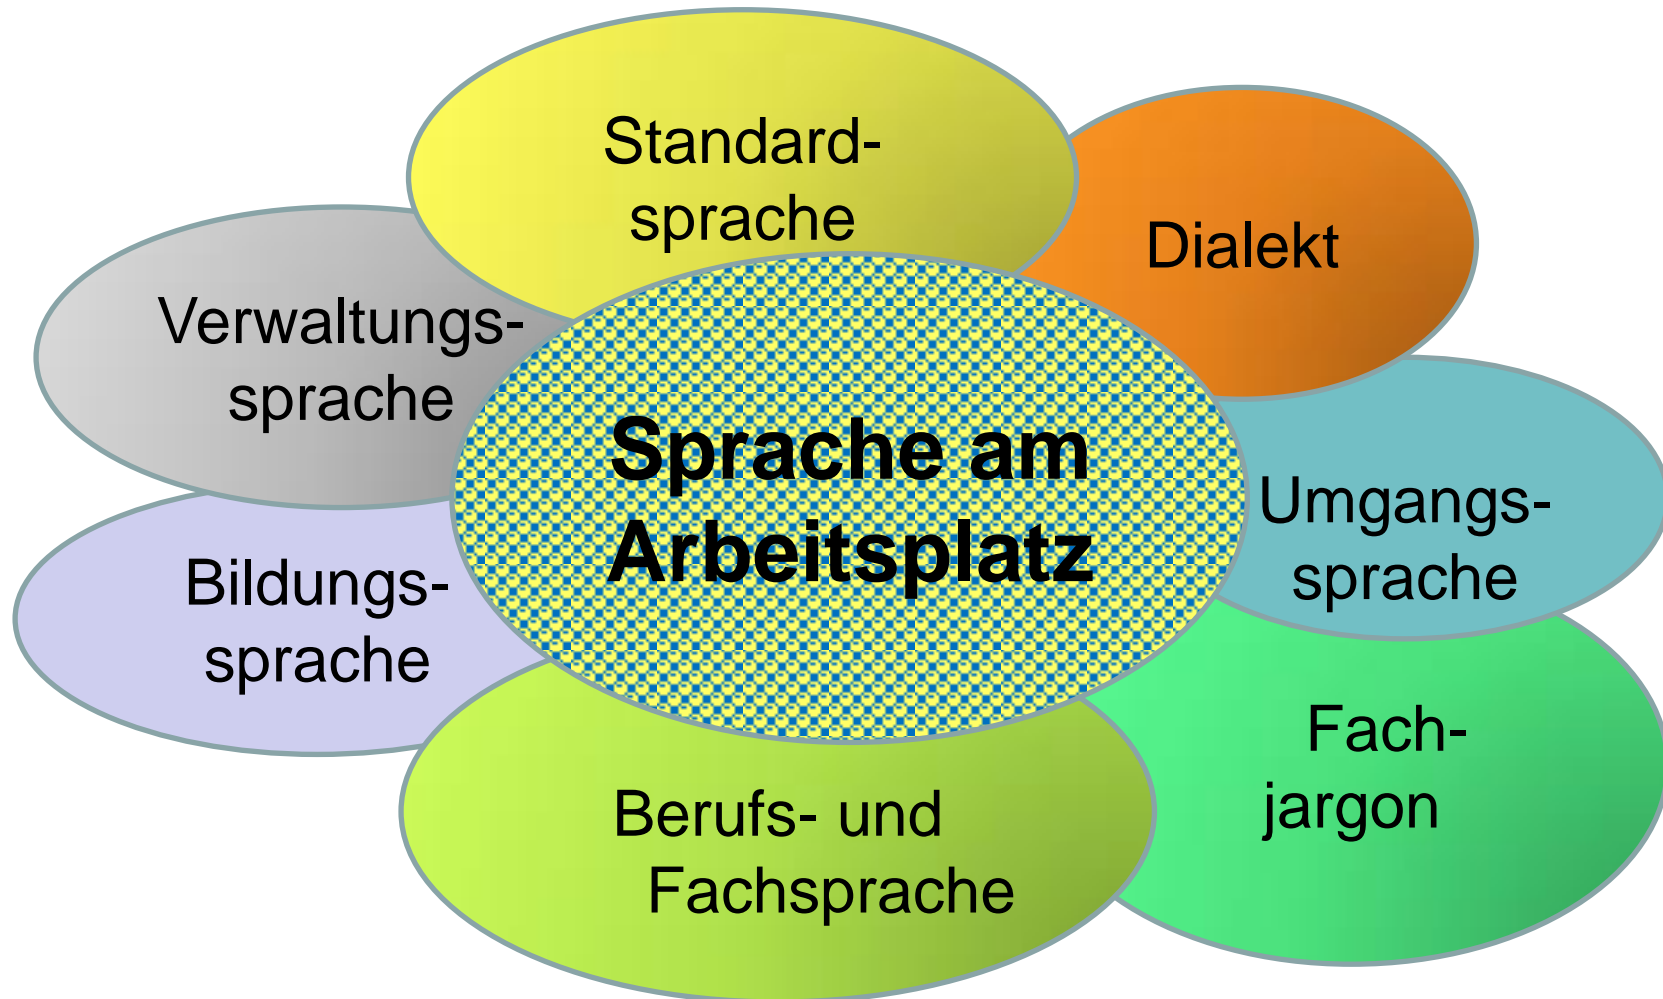 Standard-
sprache
Dialekt
Verwaltungs-
sprache
Sprache am
Arbeitsplatz
Umgangs-
sprache
Bildungs-
sprache
Fach-
jargon
Berufs- und
Fachsprache